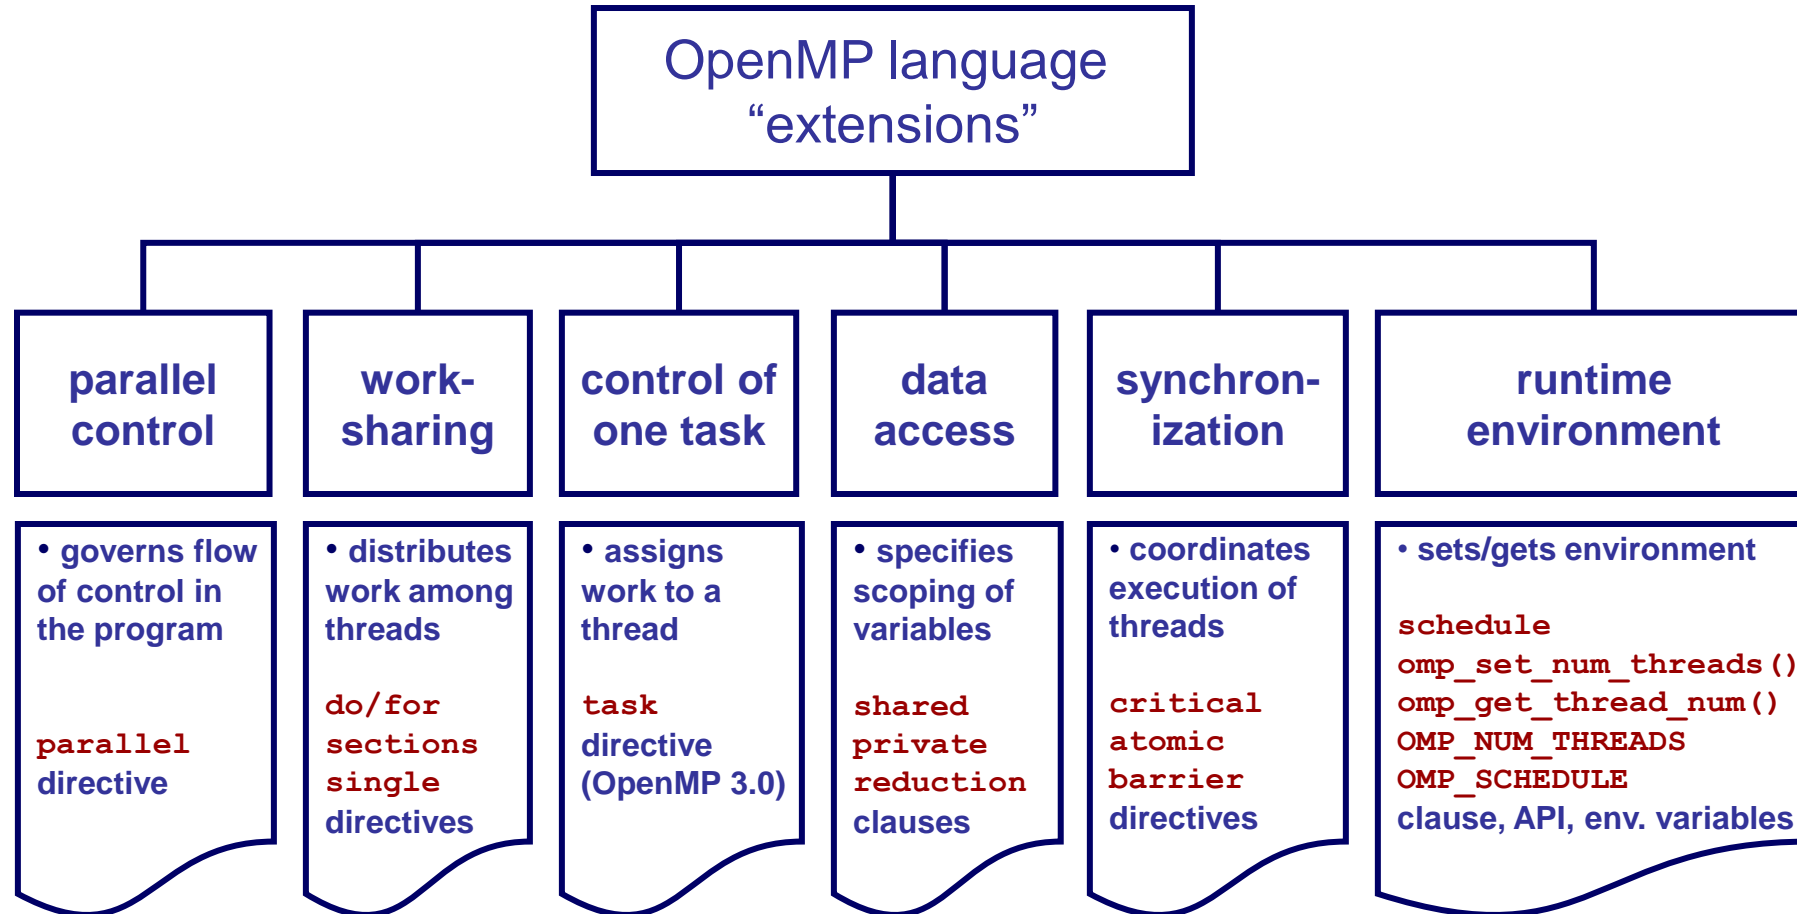 OpenMP language
“extensions”
parallel
control
work-
sharing
control of
one task
data
access
synchron-
ization
runtime
environment
• governs flow
of control in
the program
parallel
directive
• distributes
work among
threads
do/for
sections
single
directives
• assigns
work to a
thread
task
directive
(OpenMP 3.0)
• specifies
scoping of
variables
shared
private
reduction
clauses
• coordinates
execution of
threads
critical
atomic
barrier
directives
• sets/gets environment
schedule
omp_set_num_threads()
omp_get_thread_num()
OMP_NUM_THREADS
OMP_SCHEDULE
clause, API, env. variables